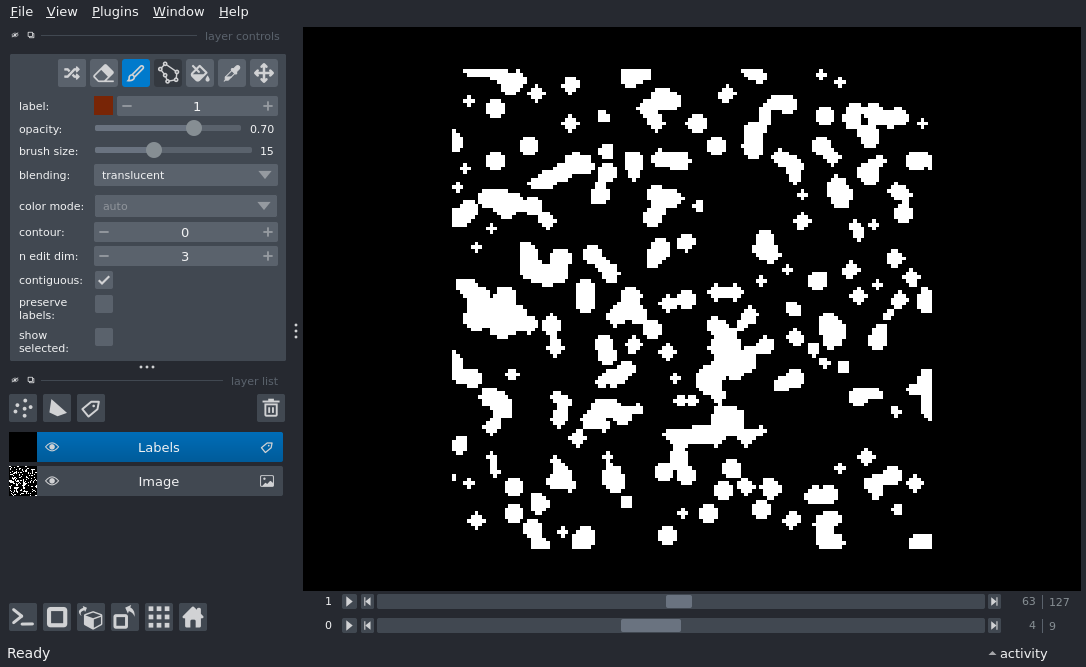 File View Plugins Window Help
layer controls
label: 1
opacity: 0.70
brush size: 15
blending: translucent
color mode: auto
contour: 0
n edit dim: 3
contiguous:
preserve
labels:
show
selected:
layer list
Labels
Image
1 63 127
0 4 9
Ready activity